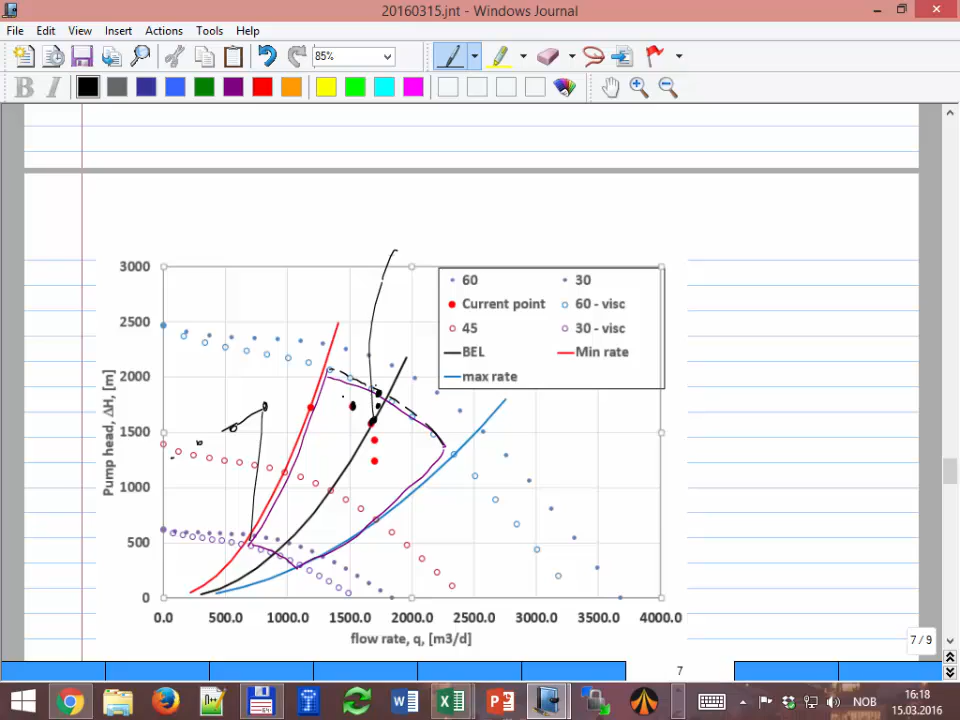 20160315.jnt - Windows Journal
File Edit View Insert Actions Tools Help
85%
B I
3000
2500
2000
1500
1000
500
0
Pump head, ΔH, [m]
60 30
Current point 60 - visc
45 30 - visc
BEL Min rate
max rate
0.0 500.0 1000.0 1500.0 2000.0 2500.0 3000.0 3500.0 4000.0
flow rate, q, [m3/d]
7 / 9
7
NOB
16:18
15.03.2016